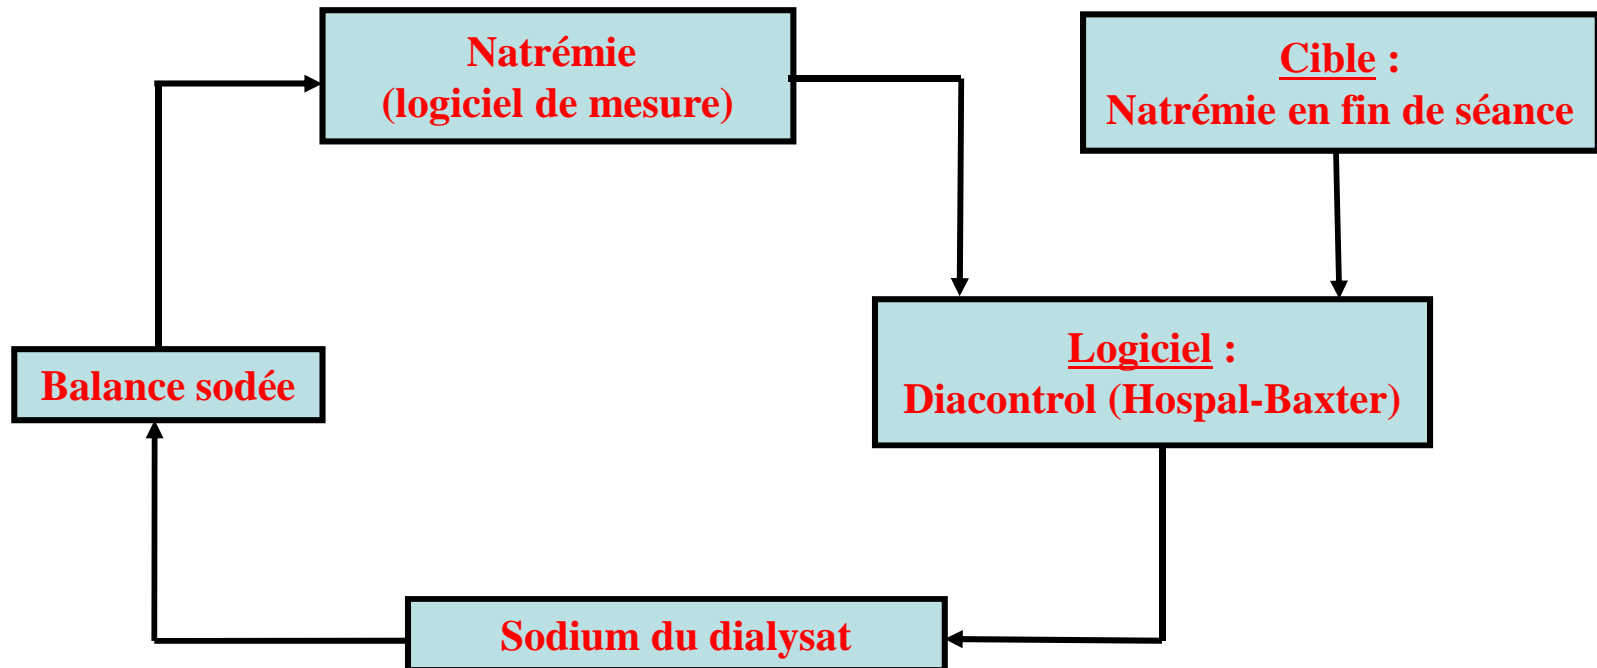 Natrémie
(logiciel de mesure)
Cible :
Natrémie en fin de séance
Logiciel :
Diacontrol (Hospal-Baxter)
Balance sodée
Sodium du dialysat